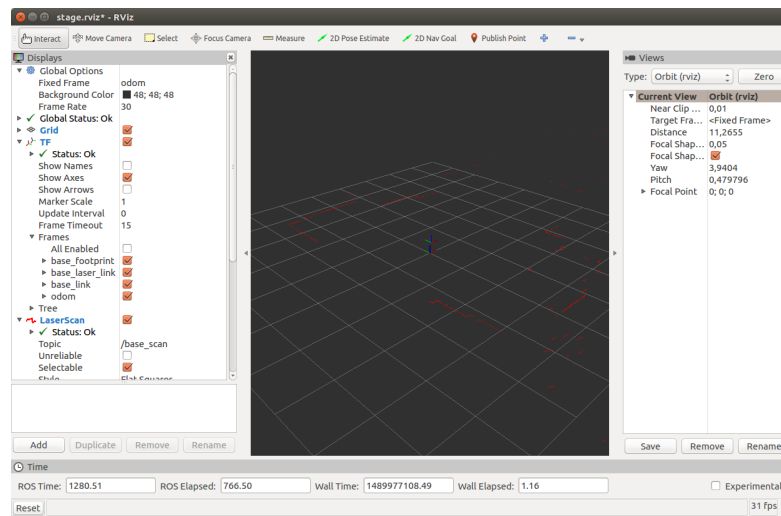 stage.rviz* - RViz
Interact Move Camera Select Focus Camera Measure 2D Pose Estimate 2D Nav Goal Publish Point
Displays
Global Options
Fixed Frame odom
Background Color 48; 48; 48
Frame Rate 30
Global Status: Ok
Grid
TF
Status: Ok
Show Names
Show Axes
Show Arrows
Marker Scale 1
Update Interval 0
Frame Timeout 15
Frames
All Enabled
base_footprint
base_laser_link
base_link
odom
Tree
LaserScan
Status: Ok
Topic /base_scan
Unreliable
Selectable
Style Flat Squares
Add Duplicate Remove Rename
Views
Type: Orbit (rviz) Zero
Current View Orbit (rviz)
Near Clip ... 0,01
Target Fra... <Fixed Frame>
Distance 11,2655
Focal Shap... 0,05
Focal Shap...
Yaw 3,9404
Pitch 0,479796
Focal Point 0; 0; 0
Save Remove Rename
Time
ROS Time: 1280.51 ROS Elapsed: 766.50 Wall Time: 1489977108.49 Wall Elapsed: 1.16 Experimental
Reset 31 fps